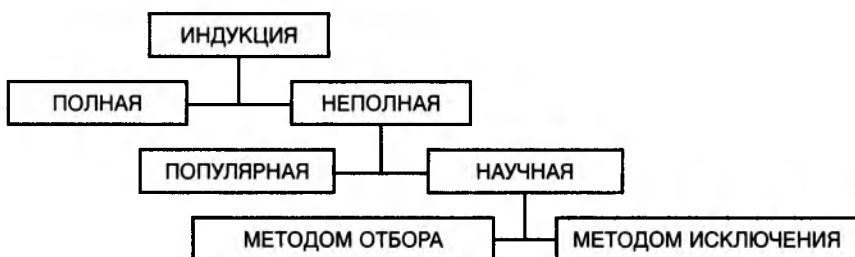 ИНДУКЦИЯ
ПОЛНАЯ
НЕПОЛНАЯ
ПОПУЛЯРНАЯ
НАУЧНАЯ
МЕТОДОМ ОТБОРА
МЕТОДОМ ИСКЛЮЧЕНИЯ